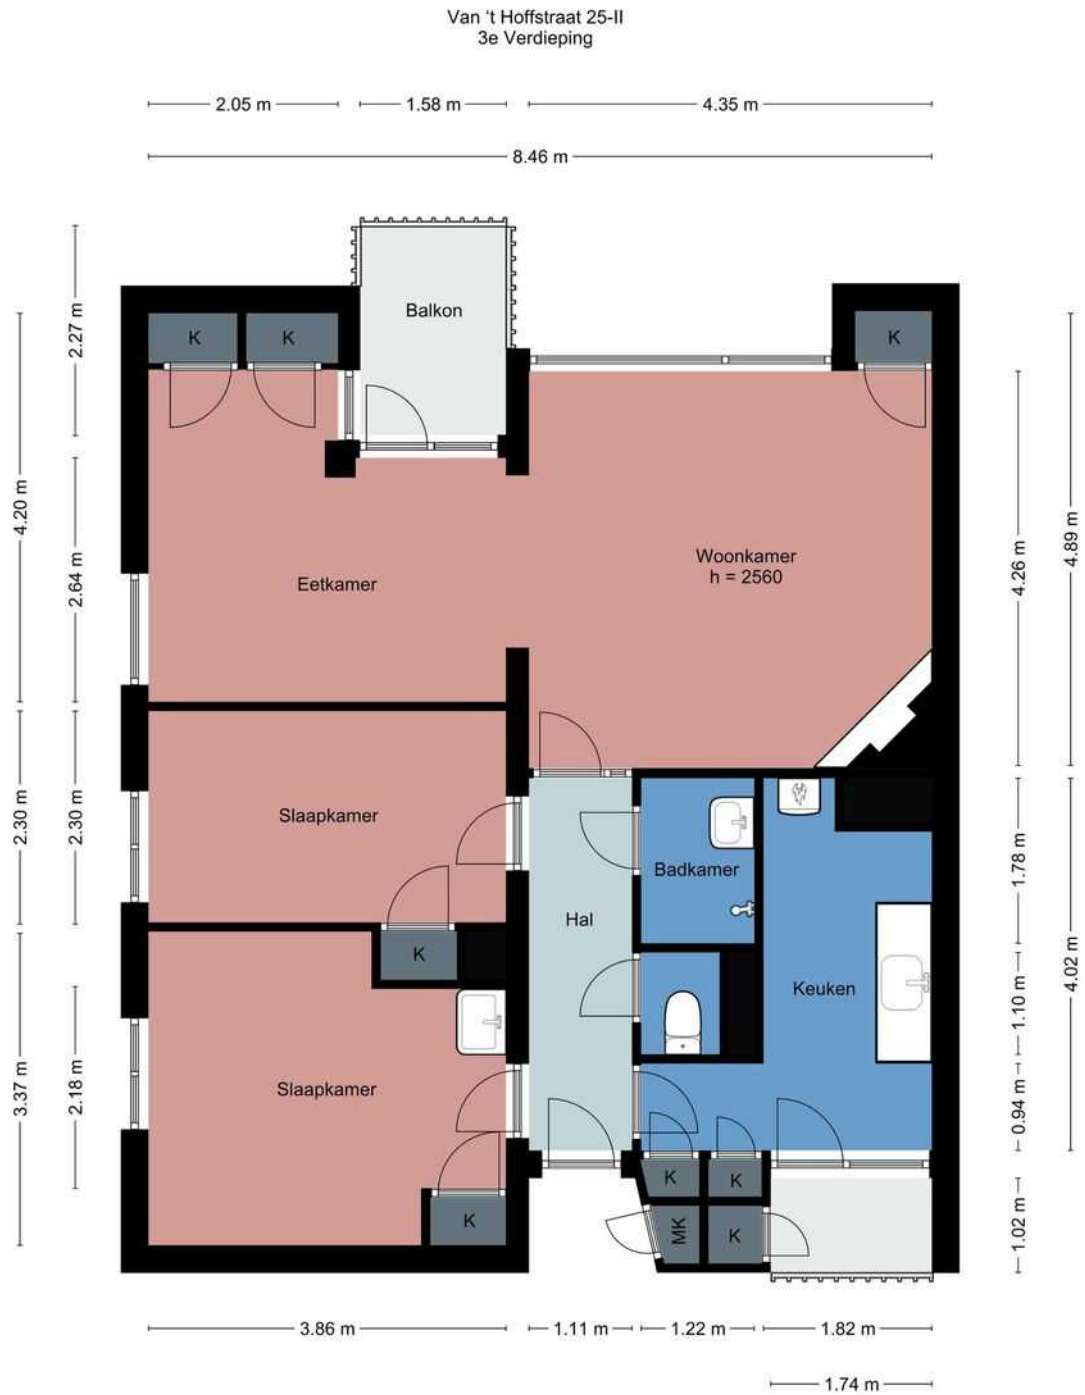 Van 't Hoffstraat 25-II
3e Verdieping
2.05 m
1.58 m
4.35 m
8.46 m
2.27 m
4.20 m
2.64 m
2.30 m
2.30 m
3.37 m
2.18 m
Balkon
K
K
K
Eetkamer
Woonkamer
h = 2560
Slaapkamer
Badkamer
Hal
K
Keuken
Slaapkamer
K
K
K
MK
K
4.89 m
4.26 m
1.78 m
4.02 m
1.10 m
0.94 m
1.02 m
3.86 m
1.11 m
1.22 m
1.82 m
1.74 m